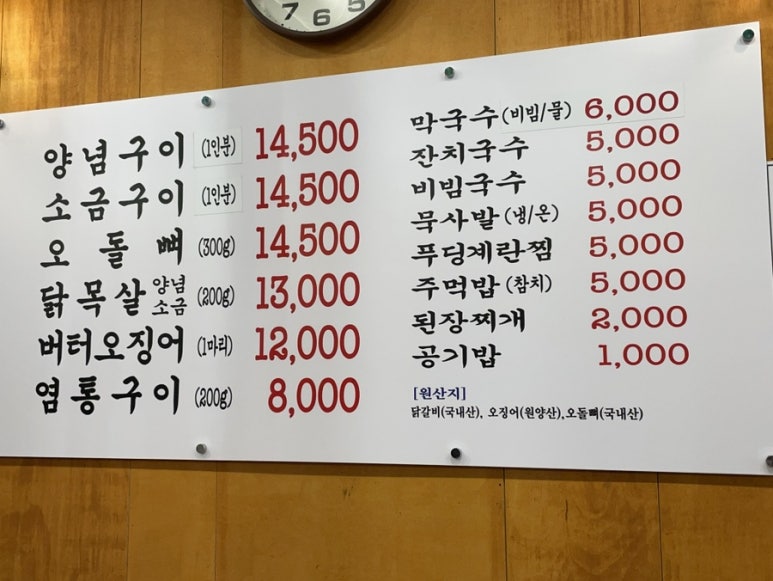 7 6 5
양념구이 (1인분) 14,500
소금구이 (1인분) 14,500
오돌뼈 (300g) 14,500
닭목살 양념 소금 (200g) 13,000
버터오징어 (1마리) 12,000
염통구이 (200g) 8,000
막국수 (비빔/물) 6,000
잔치국수 5,000
비빔국수 5,000
묵사발 (냉/온) 5,000
푸딩계란찜 5,000
주먹밥 (참치) 5,000
된장찌개 2,000
공기밥 1,000
[원산지]
닭갈비(국내산), 오징어(원양산),오돌뼈(국내산)